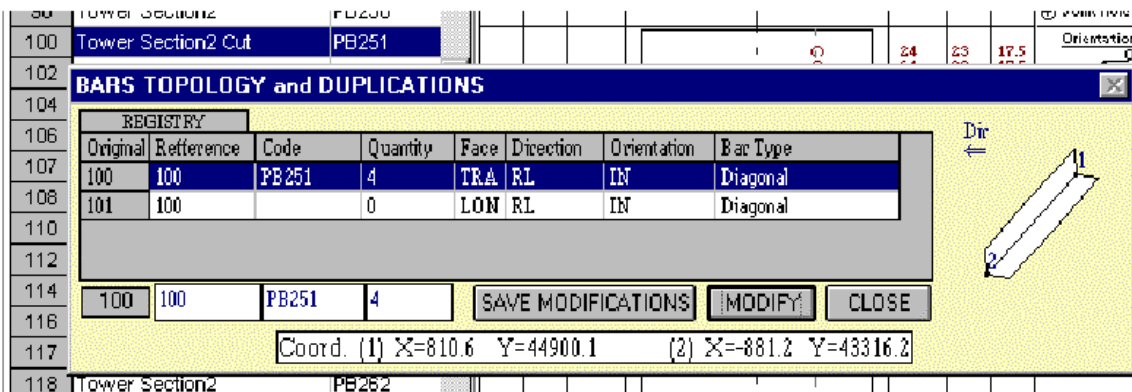 100 Tower Section2 Cut PB251 24 23 17.5 Orientation
102
BARS TOPOLOGY and DUPLICATIONS
104
REGISTRY
106
Dir
Original Refference Code Quantity Face Direction Orientation Bar Type
107
1
100 100 PB251 4 TRA RL IN Diagonal
108
101 100 0 LON RL IN Diagonal
110
112
2
114
100 100 PB251 4 SAVE MODIFICATIONS MODIFY CLOSE
116
117
Coord. (1) X=810.6 Y=44900.1 (2) X=-881.2 Y=43316.2
118 Tower Section2 PB262